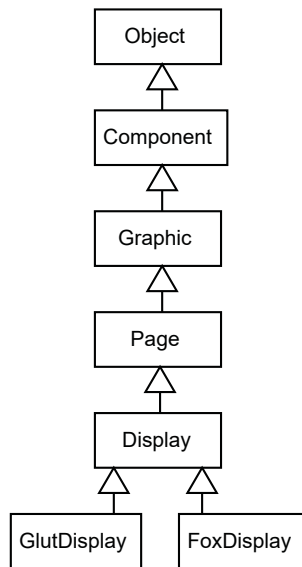 Object
Component
Graphic
Page
Display
GlutDisplay
FoxDisplay